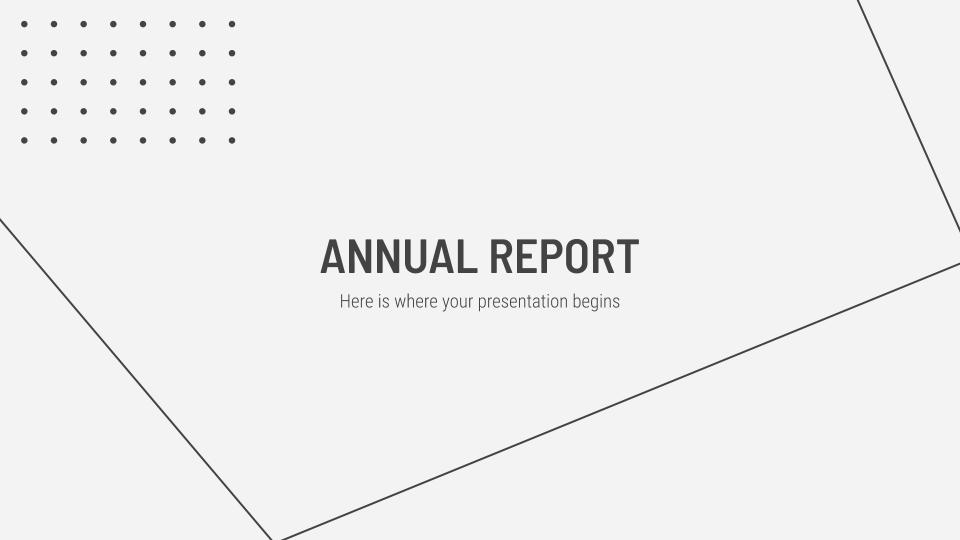 ANNUAL REPORT
Here is where your presentation begins